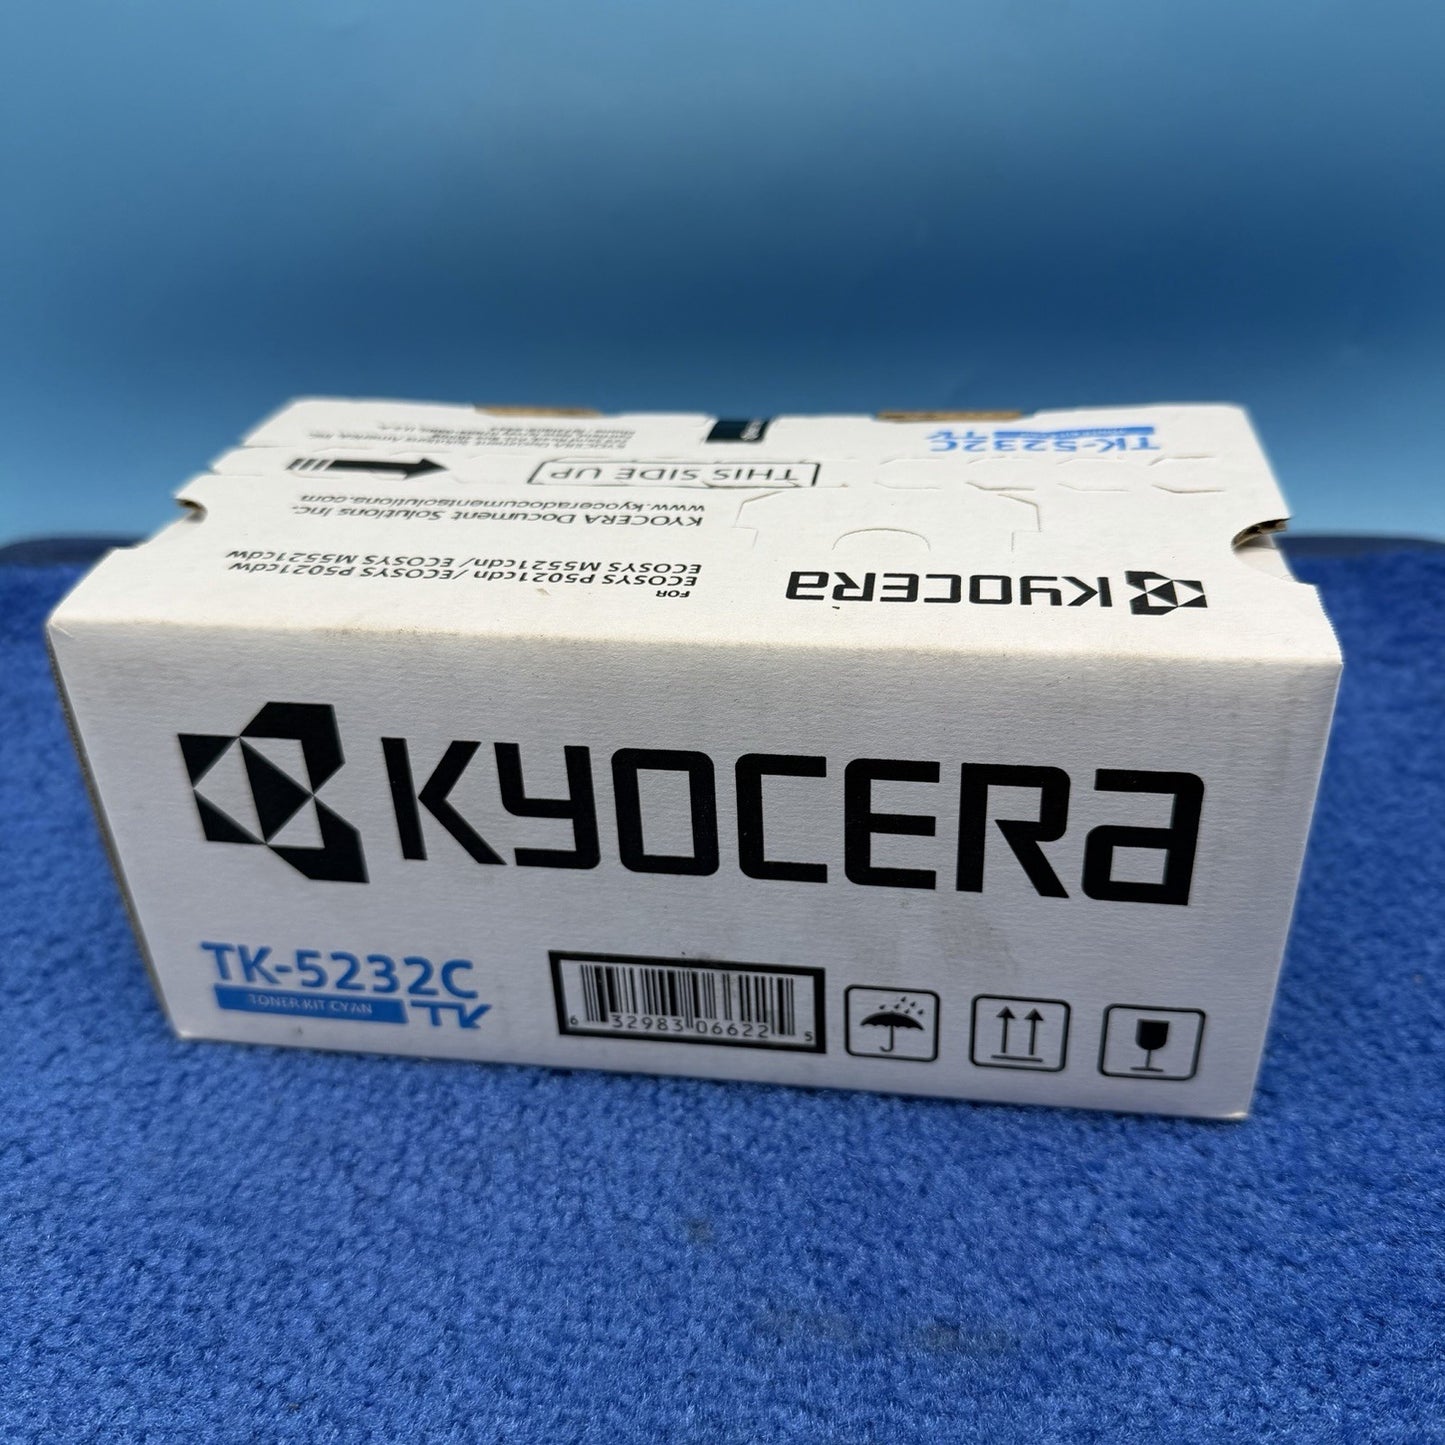 KYOCERA
TK-5232C
TONER KIT CYAN
TK
6 32983 06622 5
KYOCERA
FOR
ECOSYS P5021cdn /ECOSYS P5021cdw
ECOSYS M5521cdn/ ECOSYS M5521cdw
KYOCERA Document Solutions Inc.
www.kyoceradocumentsolutions.com
THIS SIDE UP
TK-5232C
TK